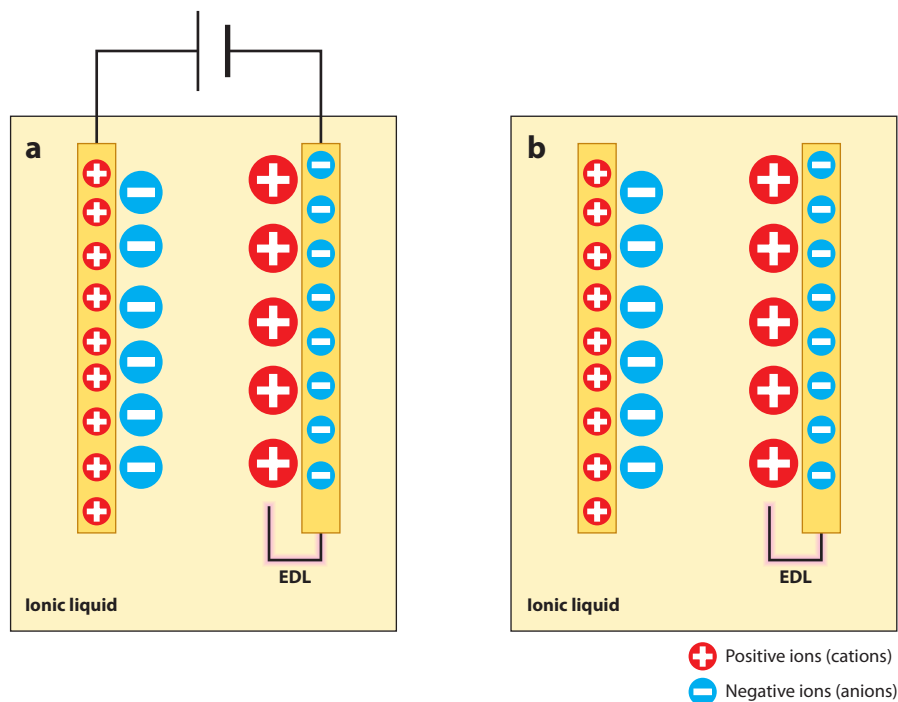 a
EDL
Ionic liquid
b
EDL
Ionic liquid
Positive ions (cations)
Negative ions (anions)